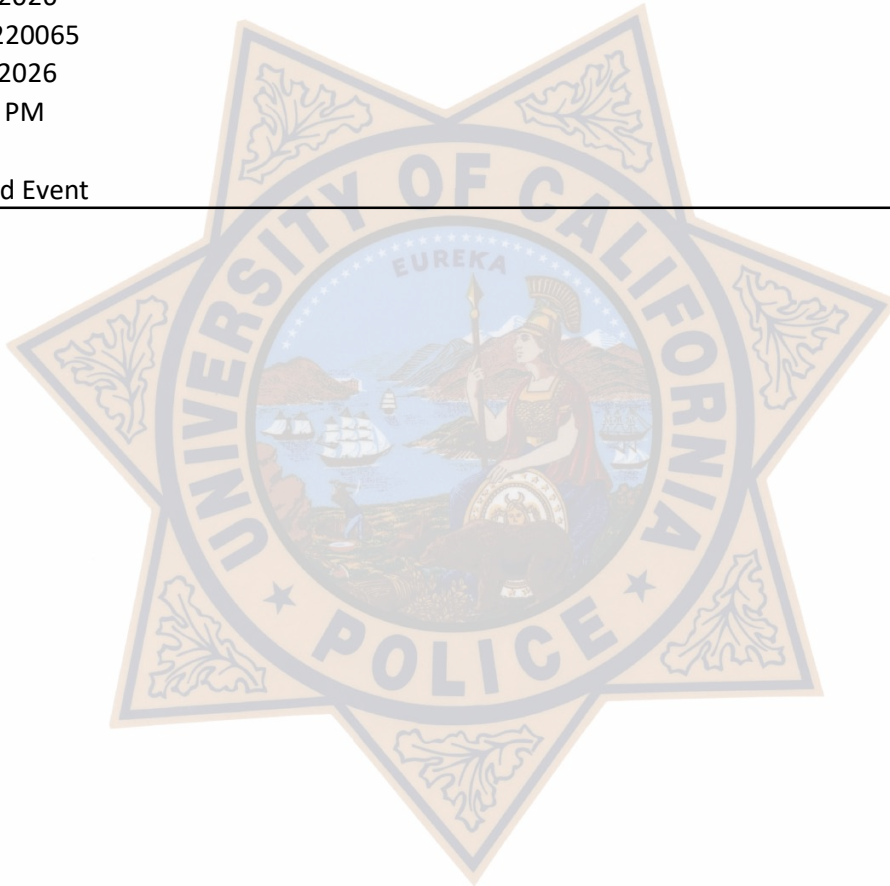 220065
2026
PM
d Event
UNIVERSITY OF CALIFORNIA
EUREKA
POLICE